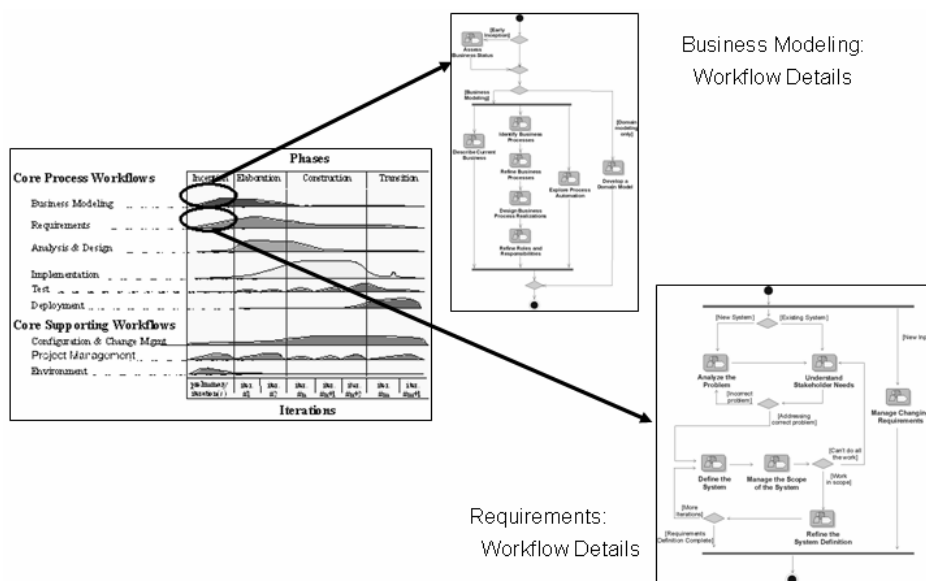 Business Modeling:
Workflow Details
[Early
Inception]
Assess
Business Status
[Business
Modeling]
[Domain
modeling
only]
Describe Current
Business
Identify Business
Processes
Refine Business
Processes
Design Business
Process Realizations
Refine Roles and
Responsibilities
Explore Process
Automation
Develop a
Domain Model
Phases
Core Process Workflows
Inception
Elaboration
Construction
Transition
Business Modeling
Requirements
Analysis & Design
Implementation
Test
Deployment
Core Supporting Workflows
Configuration & Change Mgmt
Project Management
Environment
Iterations
Requirements:
Workflow Details
[New System]
[Existing System]
[New Inp
Analyze the
Problem
Understand
Stakeholder Needs
[Incorrect
problem]
[Addressing
correct problem]
Manage Changing
Requirements
[Can't do all
the work]
Define the
System
Manage the Scope
of the System
[Work
in scope]
[More
Iterations]
Refine the
System Definition
[Requirements
Definition Complete]